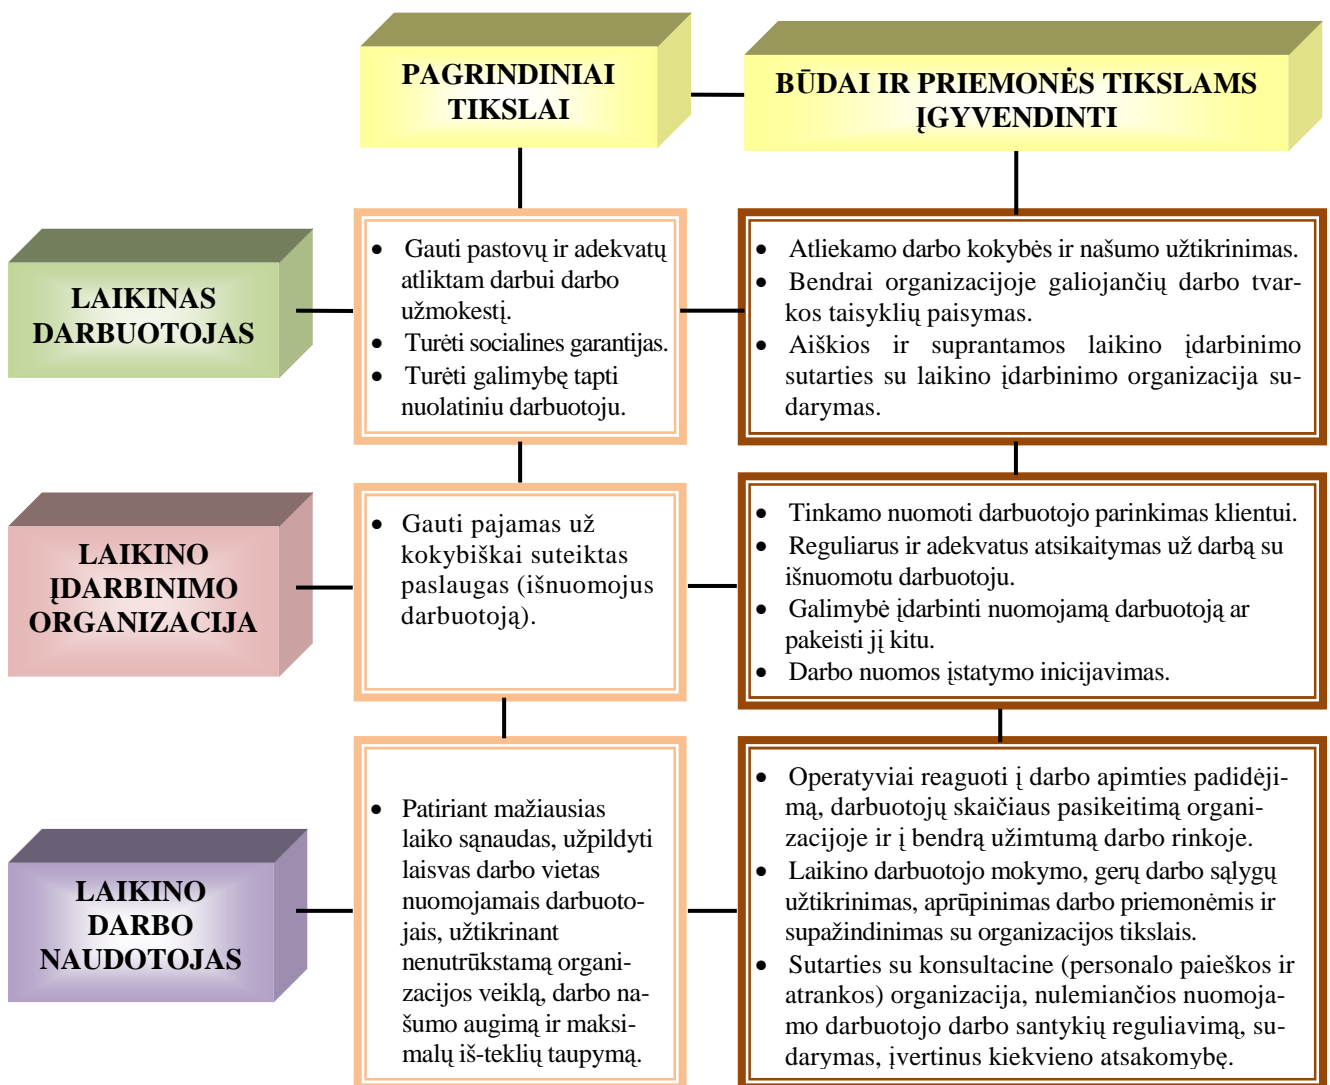 PAGRINDINIAI
TIKSLAI
BŪDAI IR PRIEMONĖS TIKSLAMS
ĮGYVENDINTI
LAIKINAS
DARBUOTOJAS
• Gauti pastovų ir adekvatų
atliktam darbui darbo
užmokestį.
• Turėti socialines garantijas.
• Turėti galimybę tapti
nuolatiniu darbuotoju.
• Atliekamo darbo kokybės ir našumo užtikrinimas.
• Bendrai organizacijoje galiojančių darbo tvar-
kos taisyklių paisymas.
• Aiškios ir suprantamos laikino įdarbinimo
sutarties su laikino įdarbinimo organizacija su-
darymas.
LAIKINO
ĮDARBINIMO
ORGANIZACIJA
• Gauti pajamas už
kokybiškai suteiktas
paslaugas (išnuomojus
darbuotoją).
• Tinkamo nuomoti darbuotojo parinkimas klientui.
• Reguliarus ir adekvatus atsikaitymas už darbą su
išnuomotu darbuotoju.
• Galimybė įdarbinti nuomojamą darbuotoją ar
pakeisti jį kitu.
• Darbo nuomos įstatymo inicijavimas.
LAIKINO
DARBO
NAUDOTOJAS
• Patiriant mažiausias
laiko sąnaudas, užpildyti
laisvas darbo vietas
nuomojamais darbuoto-
jais, užtikrinant
nenutrūkstamą organi-
zacijos veiklą, darbo na-
šumo augimą ir maksi-
malų iš-teklių taupymą.
• Operatyviai reaguoti į darbo apimties padidėji-
mą, darbuotojų skaičiaus pasikeitimą organi-
zacijoje ir į bendrą užimtumą darbo rinkoje.
• Laikino darbuotojo mokymo, gerų darbo sąlygų
užtikrinimas, aprūpinimas darbo priemonėmis ir
supažindinimas su organizacijos tikslais.
• Sutarties su konsultacine (personalo paieškos ir
atrankos) organizacija, nulemiančios nuomoja-
mo darbuotojo darbo santykių reguliavimą, su-
darymas, įvertinus kiekvieno atsakomybę.